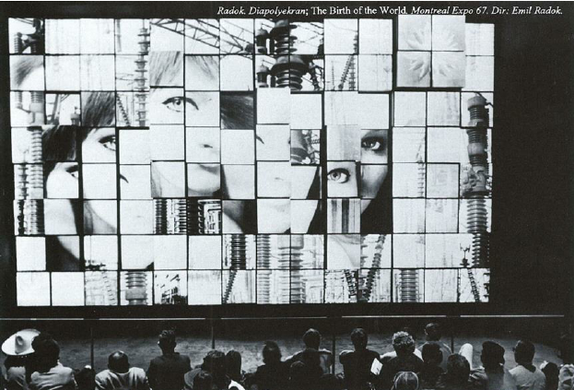 Radok. Diapolyekran; The Birth of the World. Montreal Expo 67. Dir: Emil Radok.